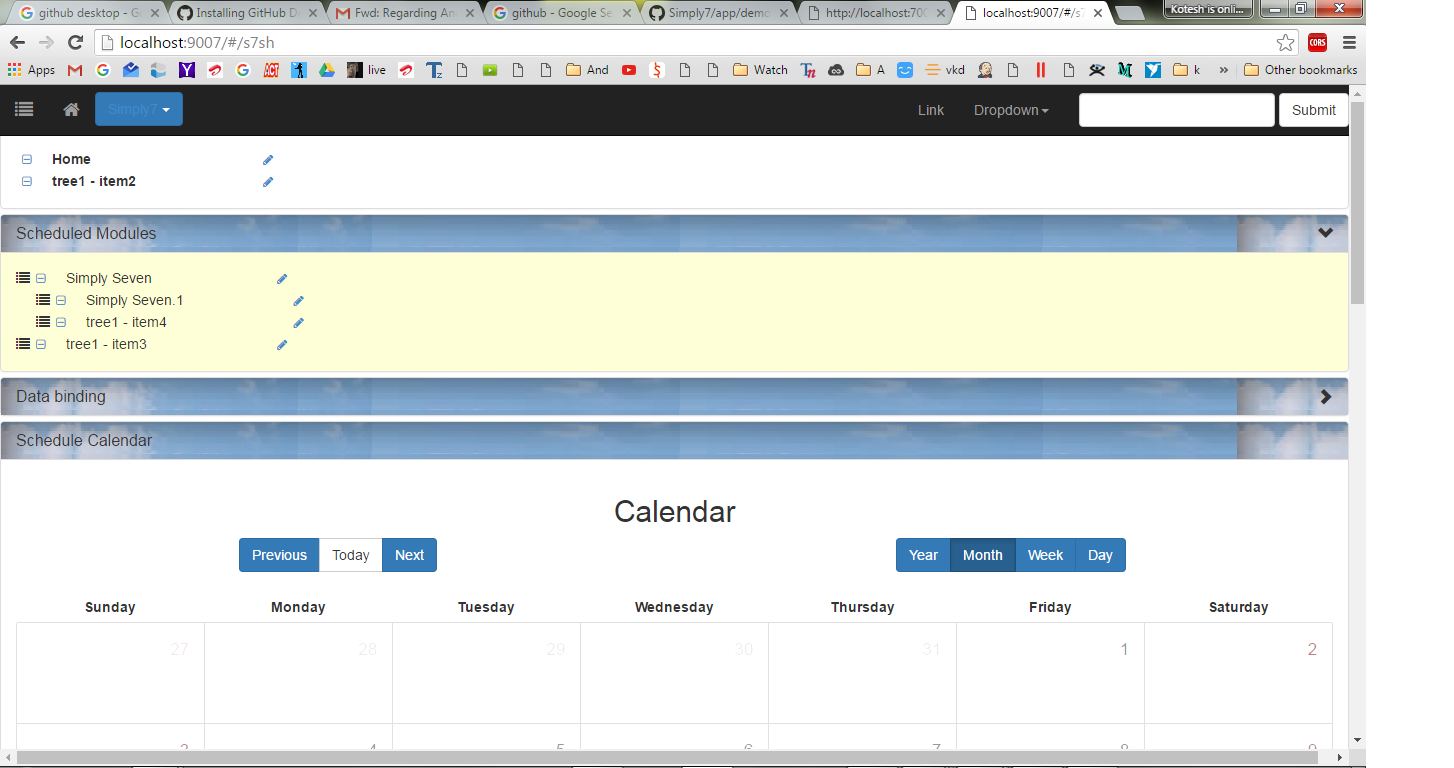 github desktop - G
Installing GitHub D
Fwd: Regarding An
github - Google Se
Simply7/app/demo
http://localhost:700
localhost:9007/#/s7
Kotesh is onli...
localhost:9007/#/s7sh
CORS
Apps
ACT
live
And
Watch
A
vkd
k
»
Other bookmarks
Simply7
Link
Dropdown
Submit
Home
tree1 - item2
Scheduled Modules
Simply Seven
Simply Seven.1
tree1 - item4
tree1 - item3
Data binding
Schedule Calendar
Calendar
Previous Today Next
Year Month Week Day
Sunday Monday Tuesday Wednesday Thursday Friday Saturday
27 28 29 30 31 1 2
3 4 5 6 7 8 9